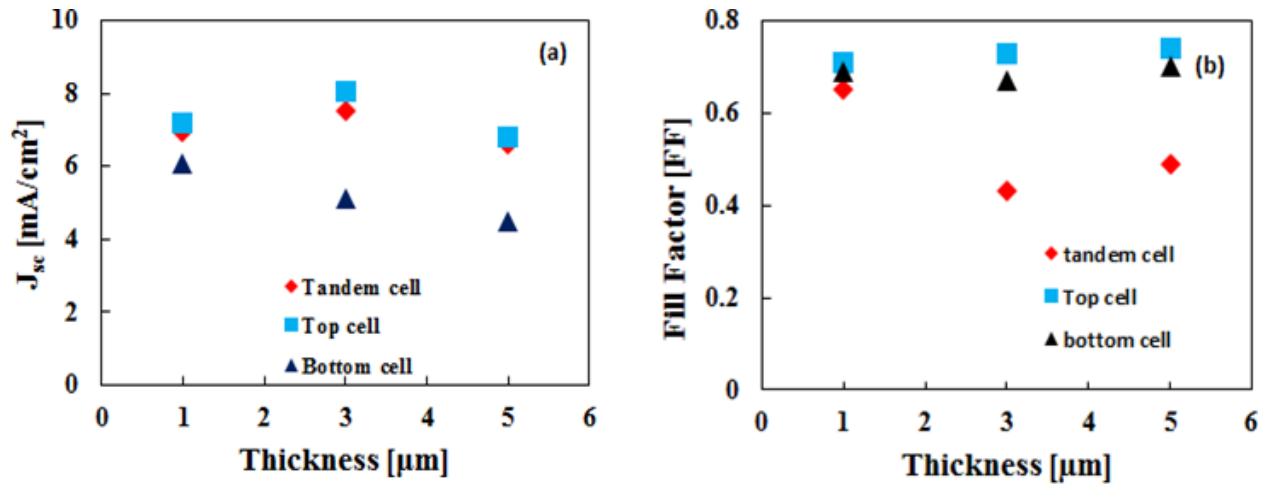 10
8
6
4
2
0
0 1 2 3 4 5 6
J_sc [mA/cm²]
Thickness [µm]
(a)
Tandem cell
Top cell
Bottom cell
0.8
0.6
0.4
0.2
0
0 1 2 3 4 5 6
Fill Factor [FF]
Thickness [µm]
(b)
tandem cell
Top cell
bottom cell